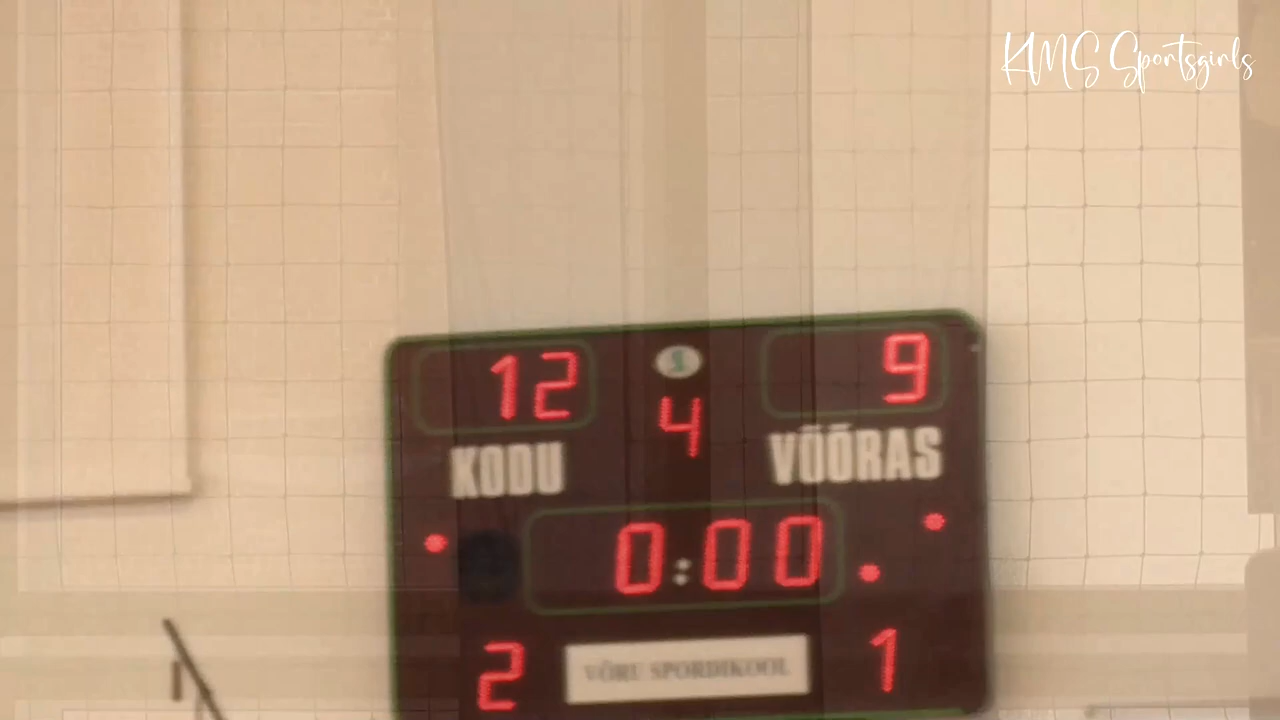 KMS Sportsgirls
12 9
4
KODU VÕÕRAS
0:00
2 1
VÕRU SPORDIKOOL